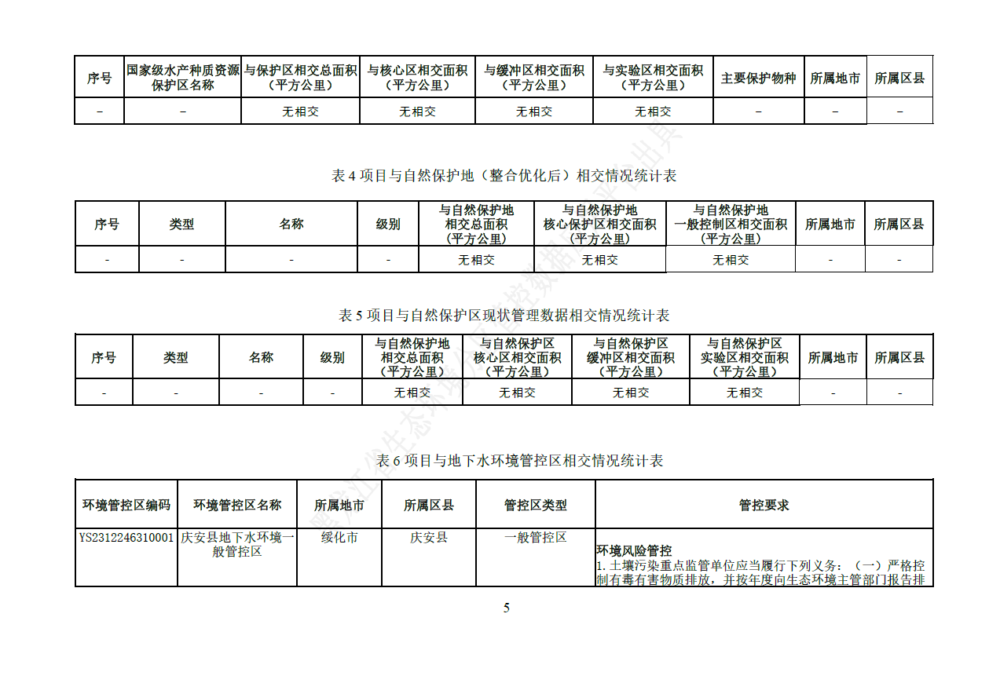 序号 国家级水产种质资源保护区名称 与保护区相交总面积（平方公里） 与核心区相交面积（平方公里） 与缓冲区相交面积（平方公里） 与实验区相交面积（平方公里） 主要保护物种 所属地市 所属区县
– – 无相交 无相交 无相交 无相交 – – –
表 4 项目与自然保护地（整合优化后）相交情况统计表
序号 类型 名称 级别 与自然保护地相交总面积(平方公里) 与自然保护地核心保护区相交面积(平方公里) 与自然保护地一般控制区相交面积(平方公里) 所属地市 所属区县
- - - - 无相交 无相交 无相交 - -
表 5 项目与自然保护区现状管理数据相交情况统计表
序号 类型 名称 级别 与自然保护地相交总面积（平方公里） 与自然保护区核心区相交面积（平方公里） 与自然保护区缓冲区相交面积（平方公里） 与自然保护区实验区相交面积（平方公里） 所属地市 所属区县
- - - - 无相交 无相交 无相交 无相交 - -
表 6 项目与地下水环境管控区相交情况统计表
环境管控区编码 环境管控区名称 所属地市 所属区县 管控区类型 管控要求
YS2312246310001 庆安县地下水环境一般管控区 绥化市 庆安县 一般管控区
环境风险管控
1.土壤污染重点监管单位应当履行下列义务：（一）严格控
制有毒有害物质排放，并按年度向生态环境主管部门报告排
5
黑龙江省生态环境分区管控数据 平台出具